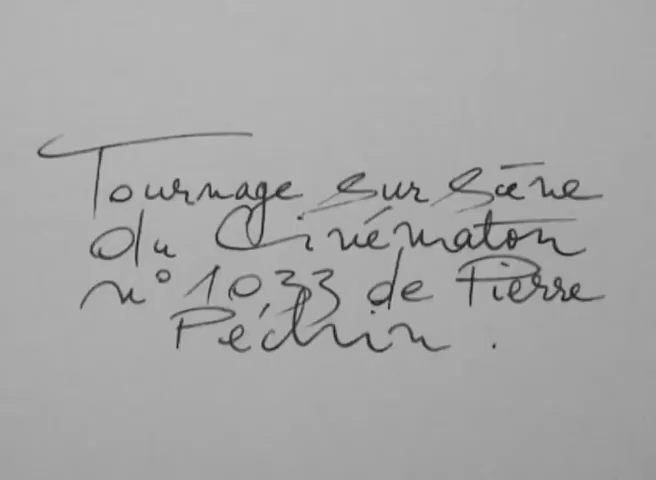 Tournage sur scène
du Cinématon
n° 1033 de Pierre
Péchin.